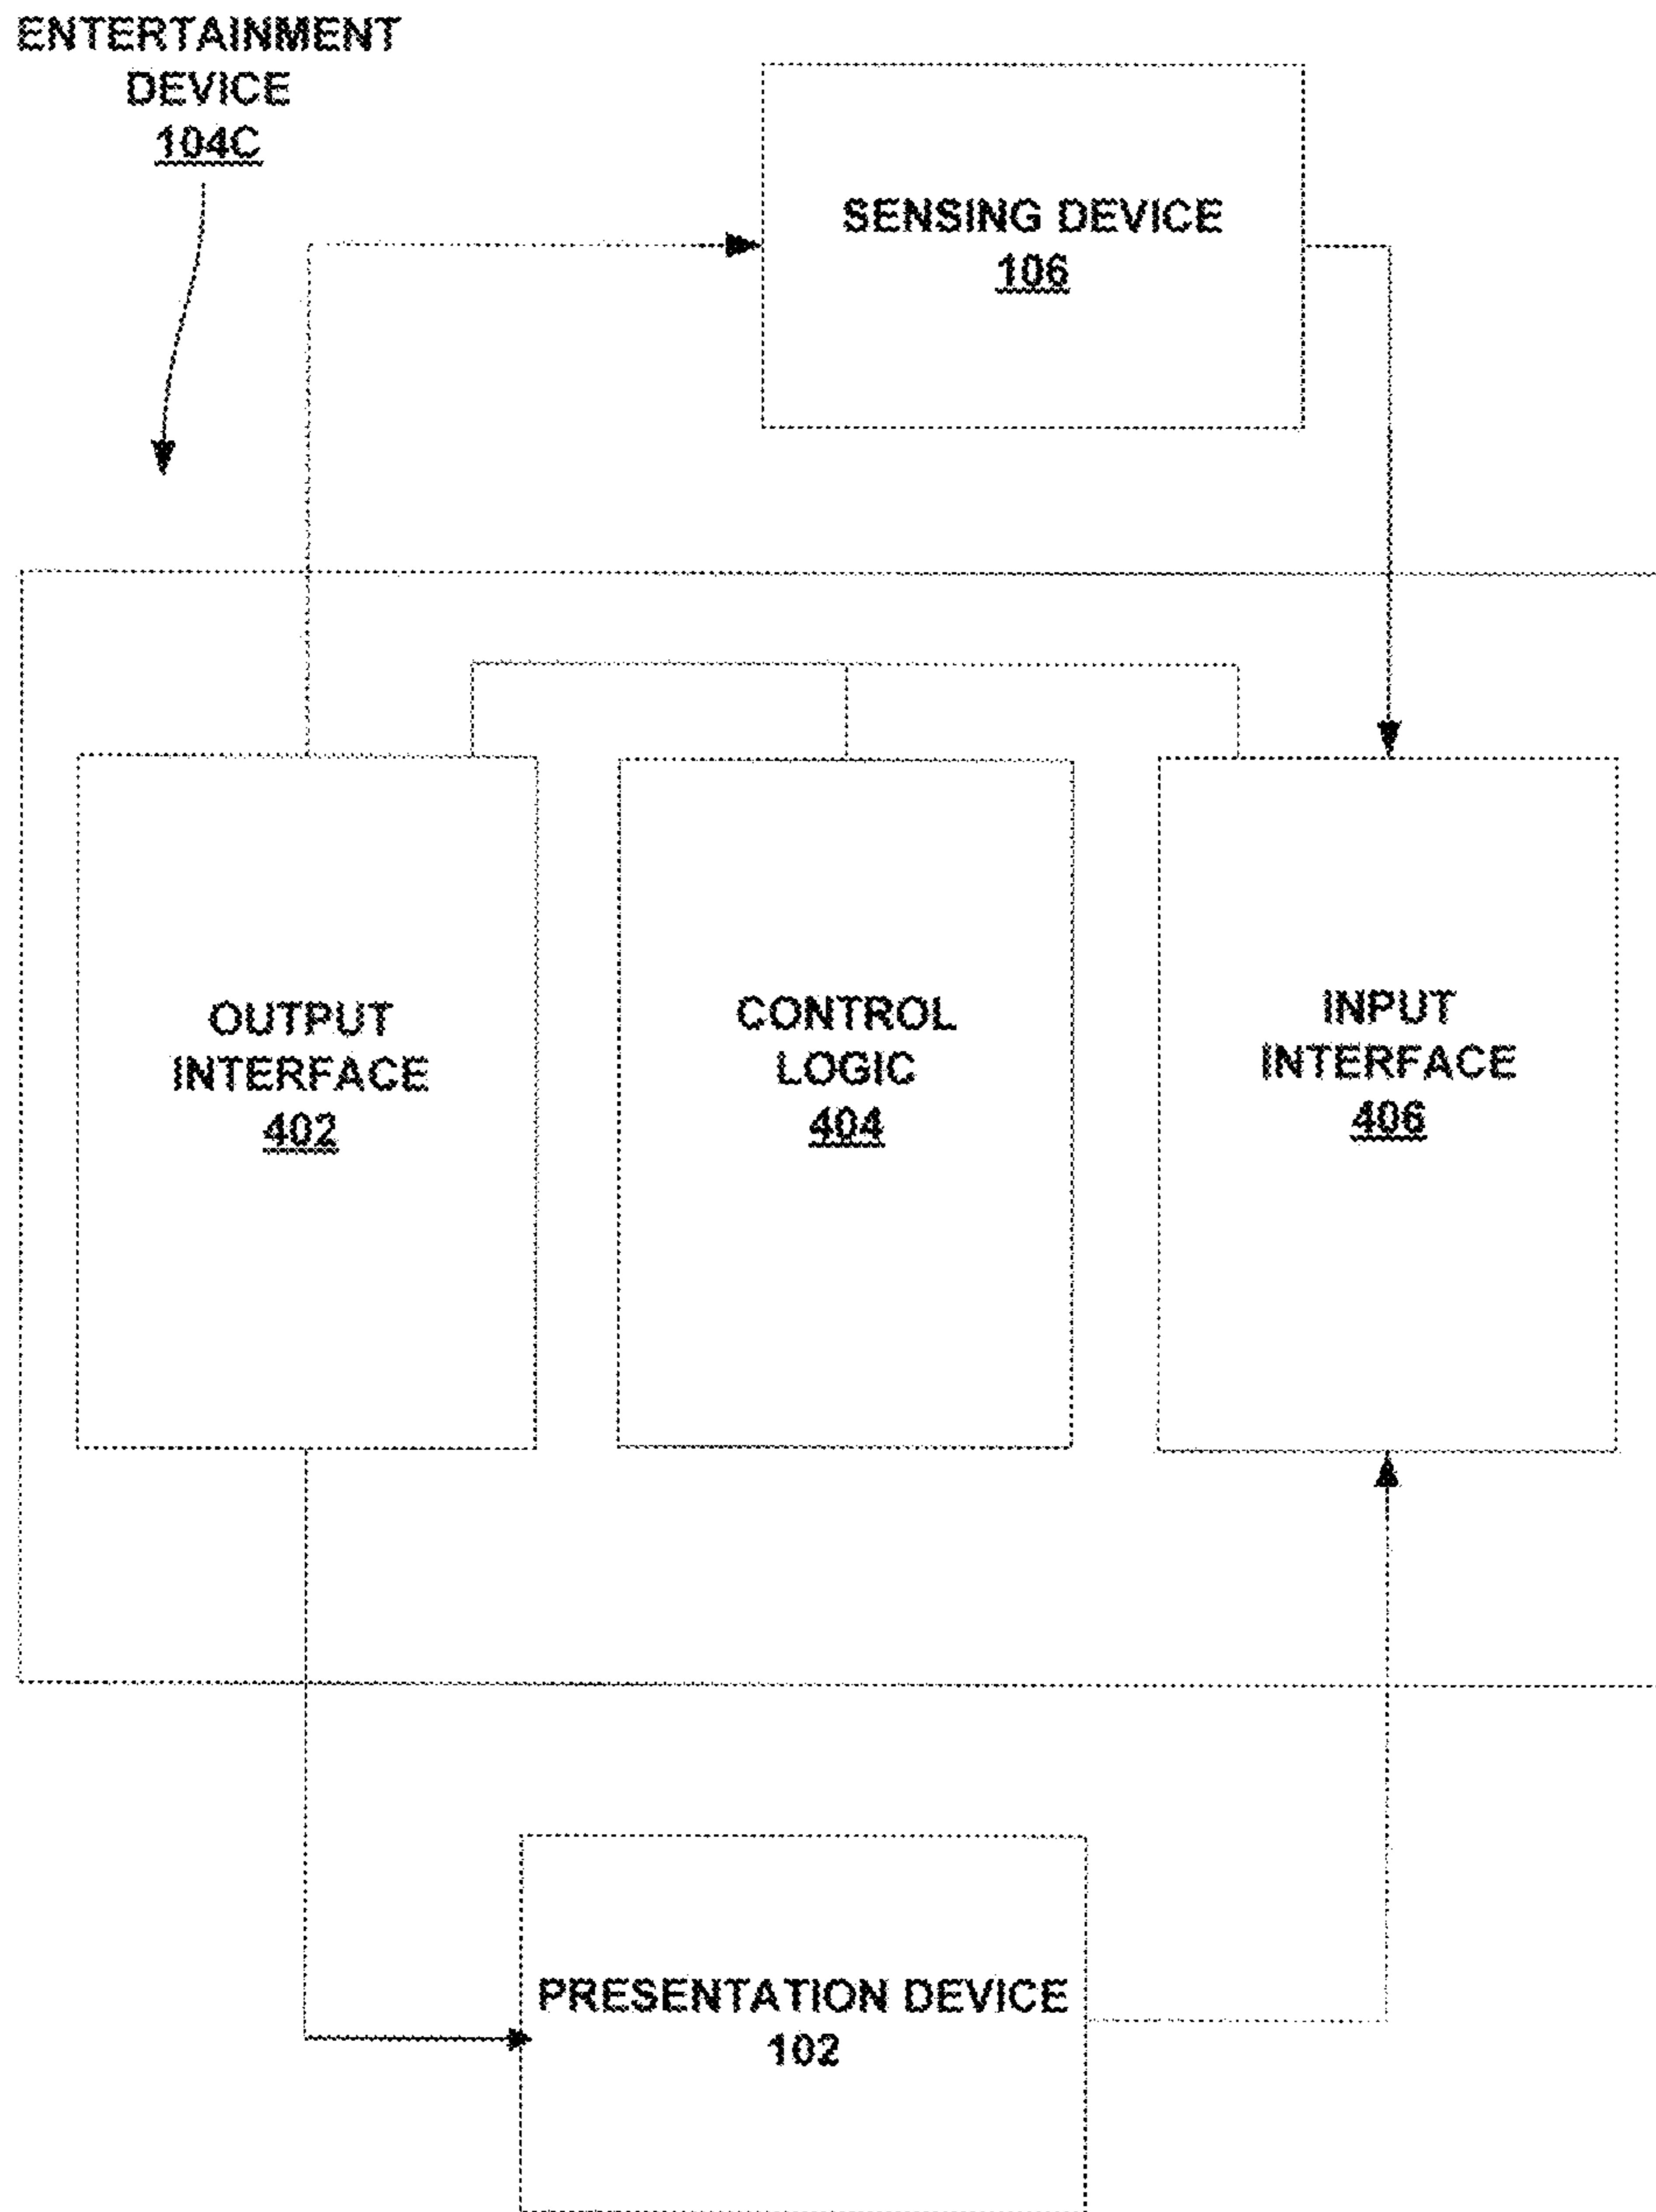 ENTERTAINMENT
DEVICE
104C
SENSING DEVICE
106
OUTPUT
INTERFACE
402
CONTROL
LOGIC
404
INPUT
INTERFACE
406
PRESENTATION DEVICE
102